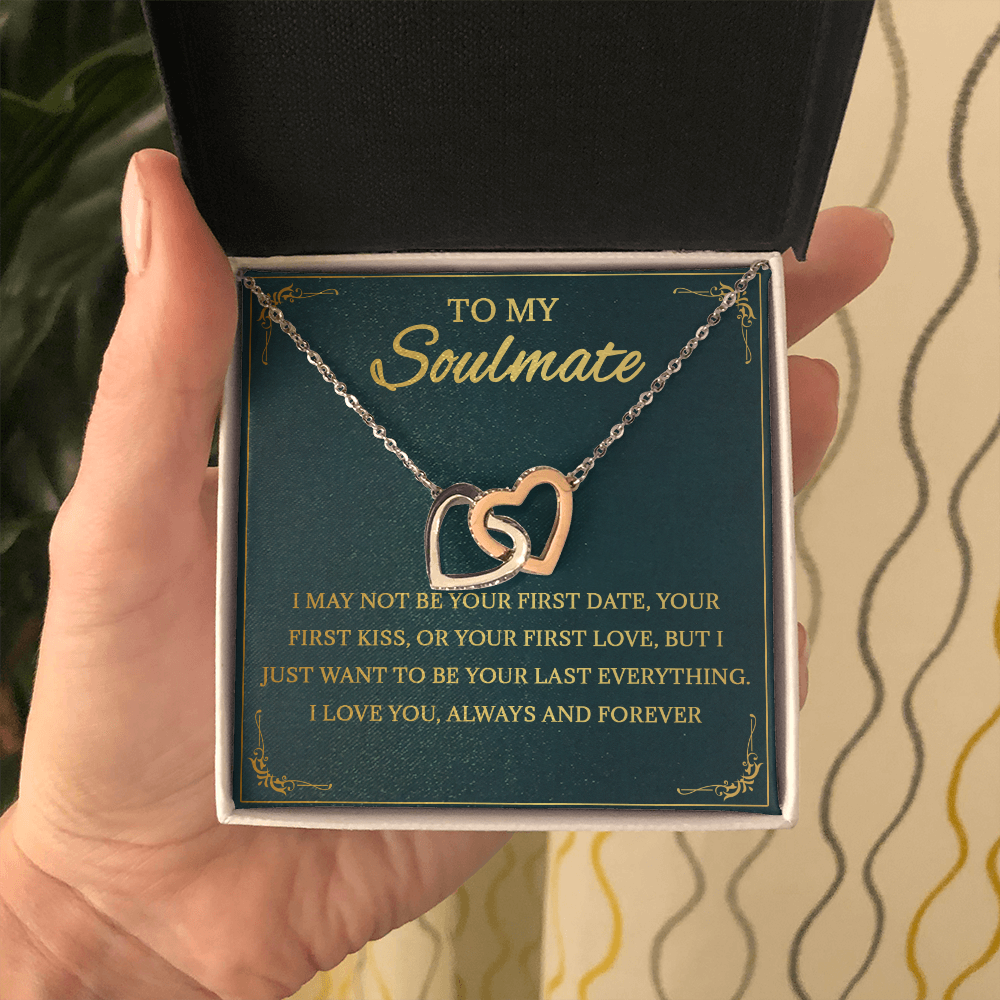 TO MY
Soulmate
I MAY NOT BE YOUR FIRST DATE, YOUR
FIRST KISS, OR YOUR FIRST LOVE, BUT I
JUST WANT TO BE YOUR LAST EVERYTHING.
I LOVE YOU, ALWAYS AND FOREVER